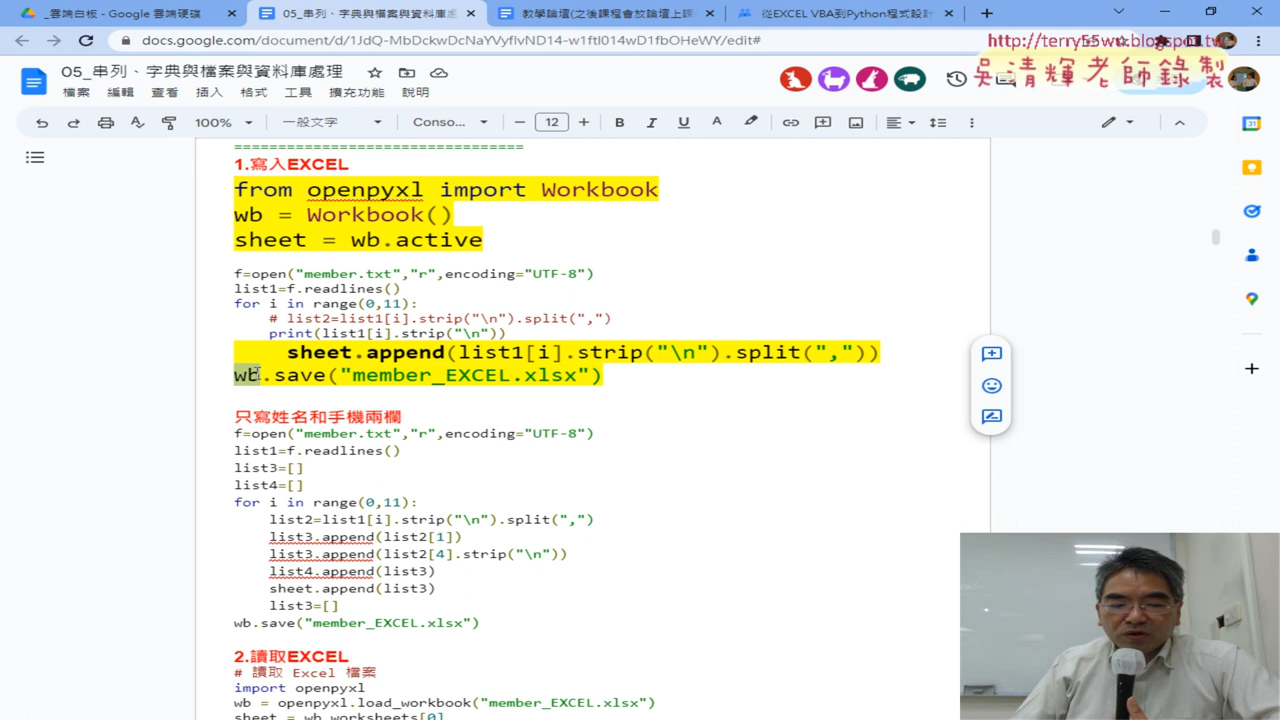 _雲端白板 - Google 雲端硬碟
05_串列、字典與檔案與資料庫處
教學論壇(之後課程會放論壇上課
從EXCEL VBA到Python程式設計
docs.google.com/document/d/1JdQ-MbDckwDcNaYVyfIvND14-w1ftI014wD1fbOHeWY/edit#
http://terry55wu.blogspot.tw
吳清輝老師錄製
05_串列、字典與檔案與資料庫處理
檔案 編輯 查看 插入 格式 工具 擴充功能 說明
100% 一般文字 Conso... 12 B I U A
================================
1.寫入EXCEL
from openpyxl import Workbook
wb = Workbook()
sheet = wb.active
f=open("member.txt","r",encoding="UTF-8")
list1=f.readlines()
for i in range(0,11):
# list2=list1[i].strip("\n").split(",")
print(list1[i].strip("\n"))
sheet.append(list1[i].strip("\n").split(","))
wb.save("member_EXCEL.xlsx")
只寫姓名和手機兩欄
f=open("member.txt","r",encoding="UTF-8")
list1=f.readlines()
list3=[]
list4=[]
for i in range(0,11):
list2=list1[i].strip("\n").split(",")
list3.append(list2[1])
list3.append(list2[4].strip("\n"))
list4.append(list3)
sheet.append(list3)
list3=[]
wb.save("member_EXCEL.xlsx")
2.讀取EXCEL
# 讀取 Excel 檔案
import openpyxl
wb = openpyxl.load_workbook("member_EXCEL.xlsx")
sheet = wb.worksheets[0]